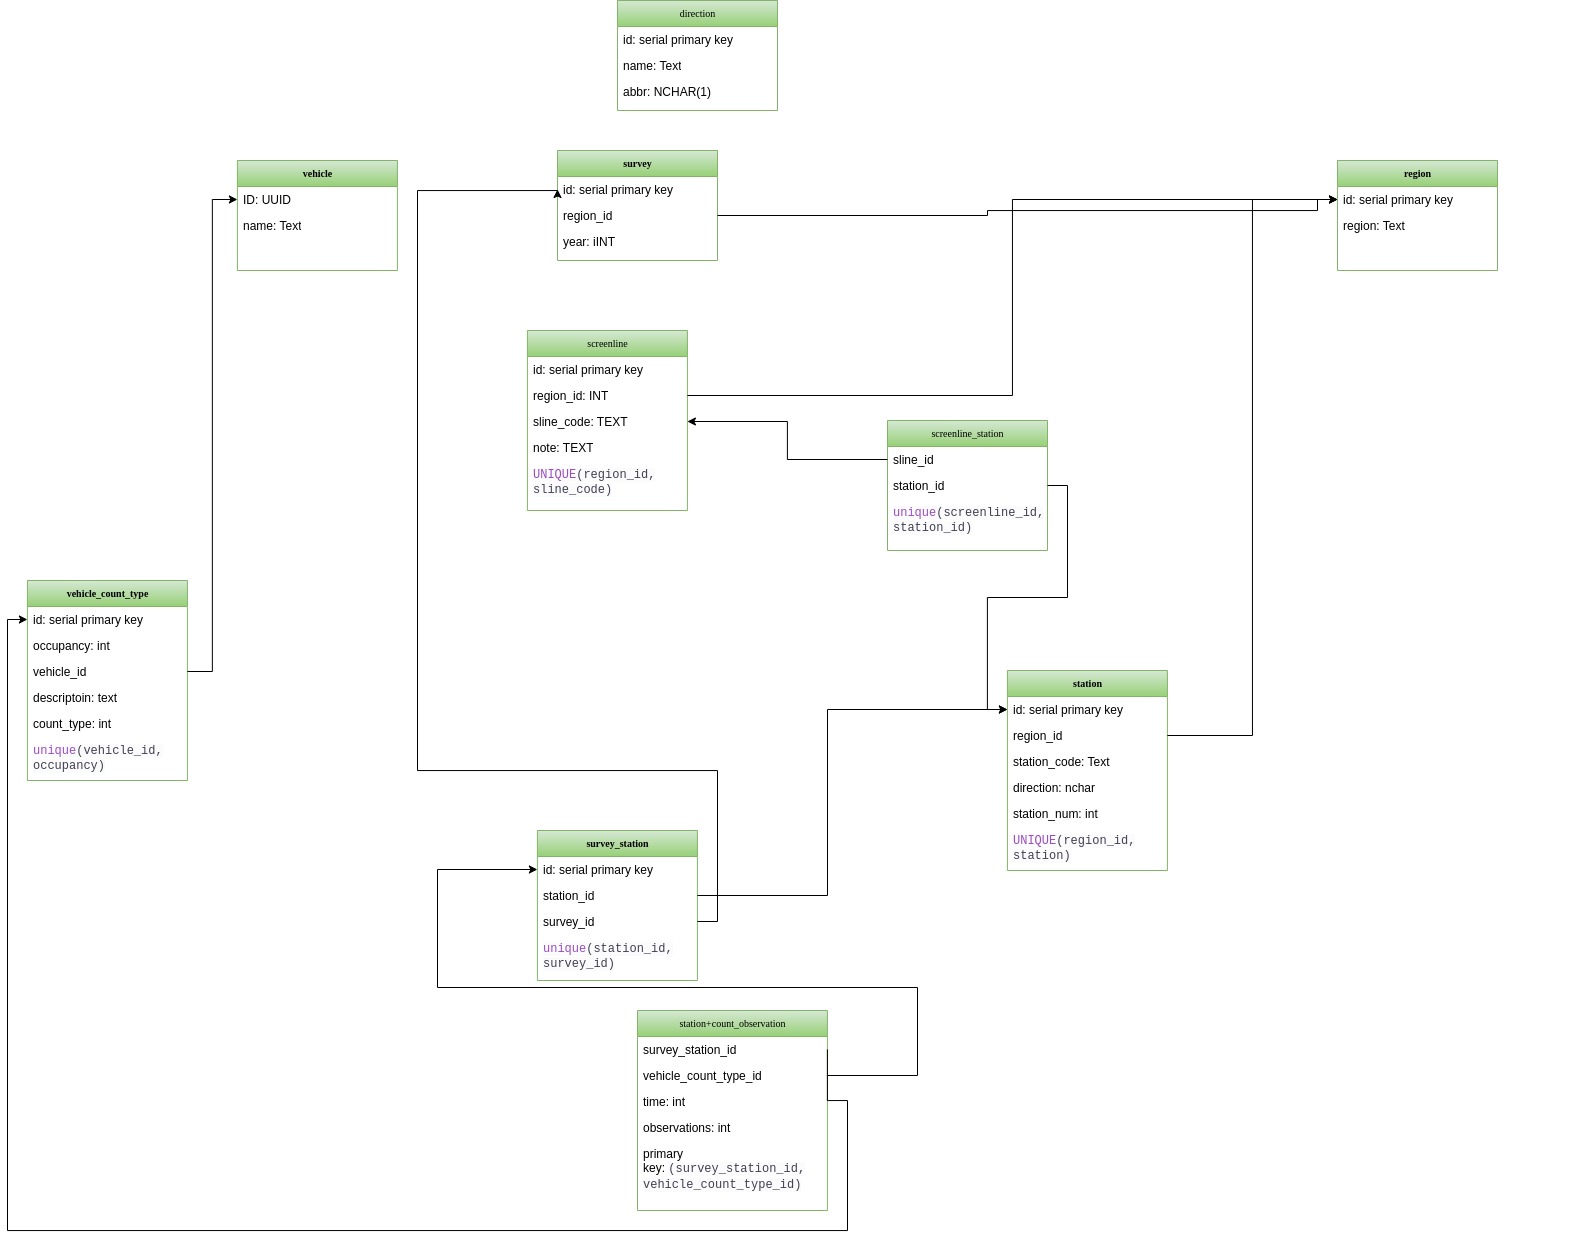 direction
id: serial primary key
name: Text
abbr: NCHAR(1)
vehicle
ID: UUID
name: Text
survey
id: serial primary key
region_id
year: iINT
region
id: serial primary key
region: Text
screenline
id: serial primary key
region_id: INT
sline_code: TEXT
note: TEXT
UNIQUE(region_id,
sline_code)
screenline_station
sline_id
station_id
unique(screenline_id,
station_id)
vehicle_count_type
id: serial primary key
occupancy: int
vehicle_id
descriptoin: text
count_type: int
unique(vehicle_id,
occupancy)
station
id: serial primary key
region_id
station_code: Text
direction: nchar
station_num: int
UNIQUE(region_id,
station)
survey_station
id: serial primary key
station_id
survey_id
unique(station_id,
survey_id)
station+count_observation
survey_station_id
vehicle_count_type_id
time: int
observations: int
primary
key: (survey_station_id,
vehicle_count_type_id)